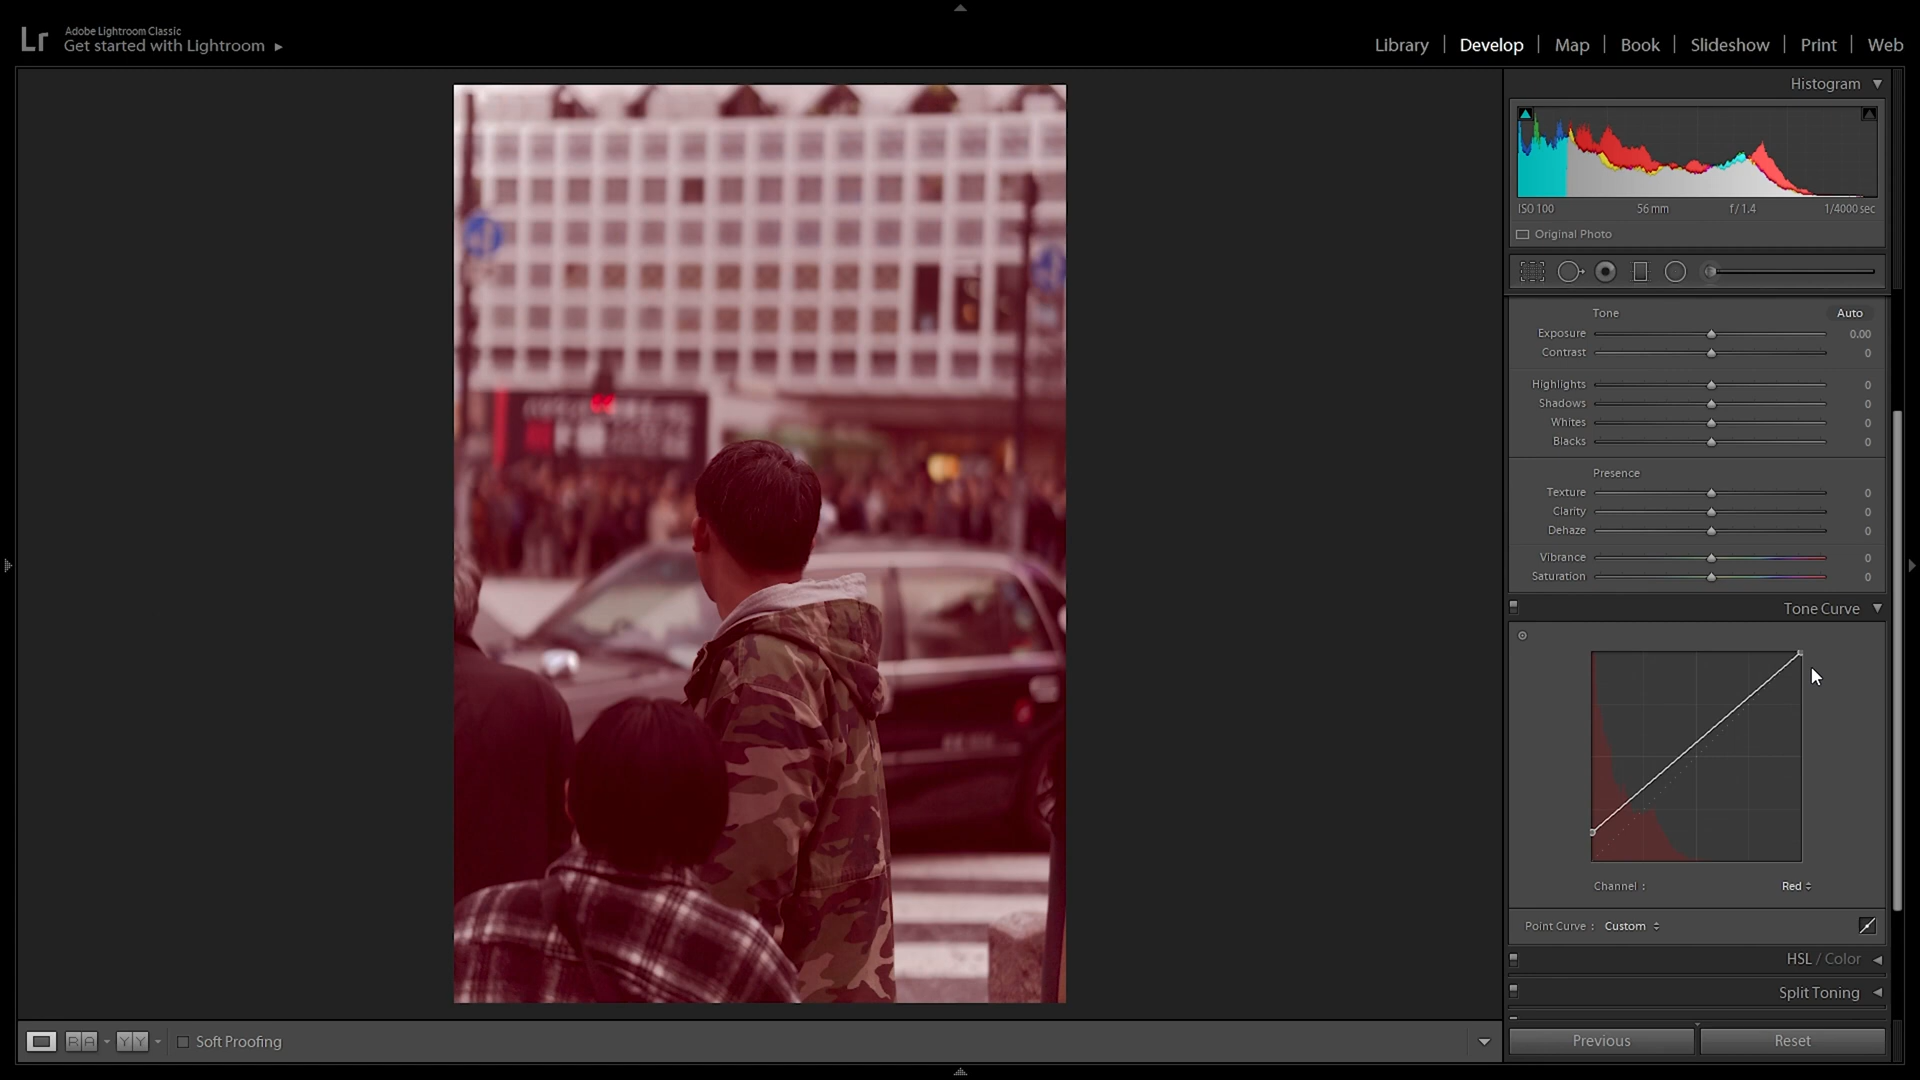 Lr
Adobe Lightroom Classic
Get started with Lightroom
Library | Develop | Map | Book | Slideshow | Print | Web
Histogram
ISO 100 56 mm f / 1.4 1/4000 sec
Original Photo
Tone Auto
Exposure 0.00
Contrast 0
Highlights 0
Shadows 0
Whites 0
Blacks 0
Presence
Texture 0
Clarity 0
Dehaze 0
Vibrance 0
Saturation 0
Tone Curve
Channel : Red
Point Curve : Custom
HSL / Color
Split Toning
Previous Reset
R A Y Y Soft Proofing